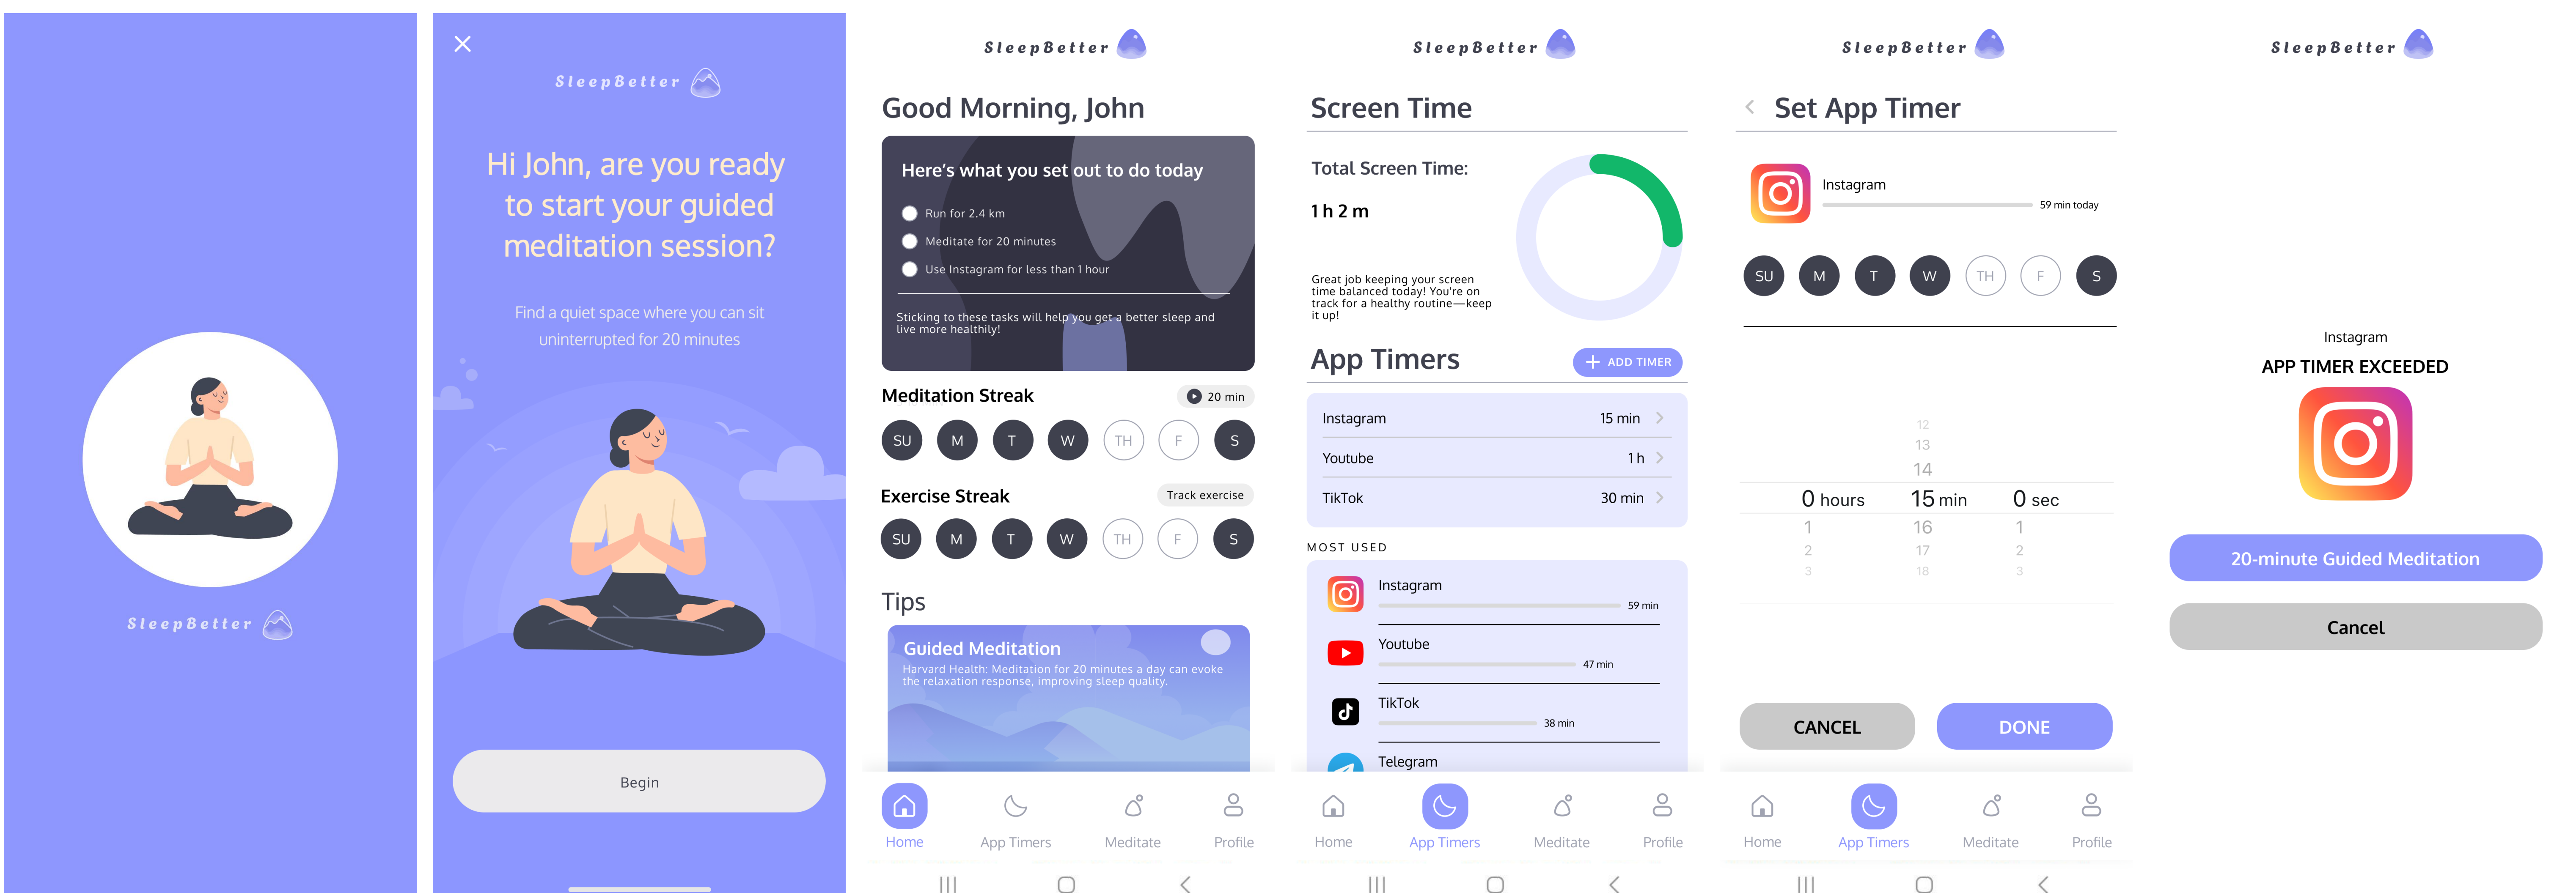 SleepBetter
SleepBetter
Hi John, are you ready
to start your guided
meditation session?
Find a quiet space where you can sit
uninterrupted for 20 minutes
Begin
SleepBetter
Good Morning, John
Here's what you set out to do today
Run for 2.4 km
Meditate for 20 minutes
Use Instagram for less than 1 hour
Sticking to these tasks will help you get a better sleep and
live more healthily!
Meditation Streak 20 min
SU M T W TH F S
Exercise Streak Track exercise
SU M T W TH F S
Tips
Guided Meditation
Harvard Health: Meditation for 20 minutes a day can evoke
the relaxation response, improving sleep quality.
Home App Timers Meditate Profile
SleepBetter
Screen Time
Total Screen Time:
1 h 2 m
Great job keeping your screen
time balanced today! You're on
track for a healthy routine—keep
it up!
App Timers + ADD TIMER
Instagram 15 min
Youtube 1 h
TikTok 30 min
MOST USED
Instagram
59 min
Youtube
47 min
TikTok
38 min
Telegram
Home App Timers Meditate Profile
SleepBetter
Set App Timer
Instagram
59 min today
SU M T W TH F S
12
13
14
0 hours 15 min 0 sec
1 16 1
2 17 2
3 18 3
CANCEL DONE
Home App Timers Meditate Profile
SleepBetter
Instagram
APP TIMER EXCEEDED
20-minute Guided Meditation
Cancel